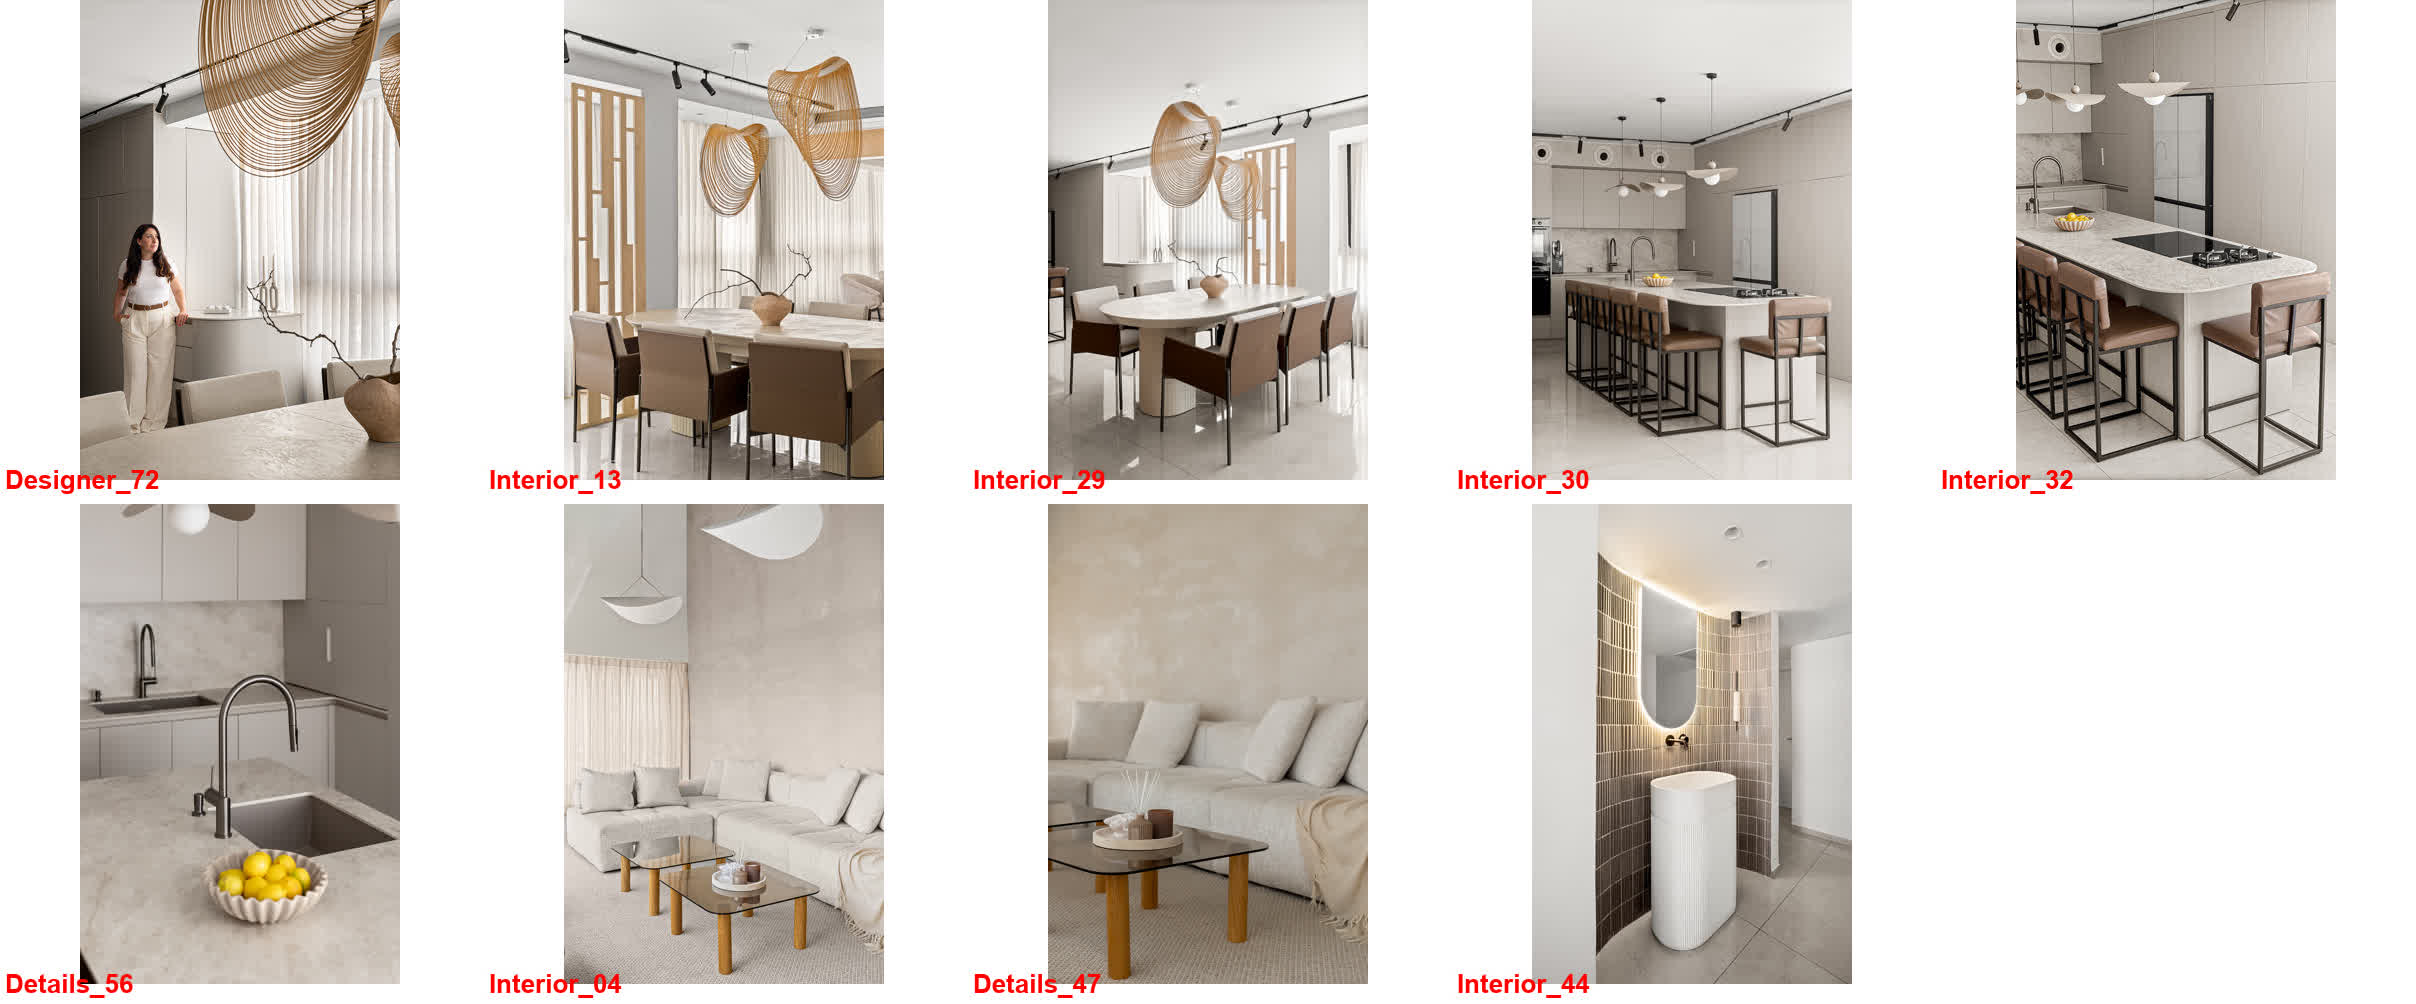 Designer_72
Interior_13
Interior_29
Interior_30
Interior_32
Details_56
Interior_04
Details_47
Interior_44